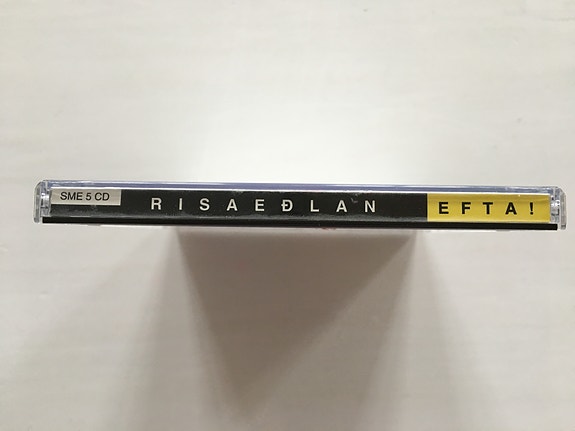 SME 5 CD RISAEÐLAN EFTA!